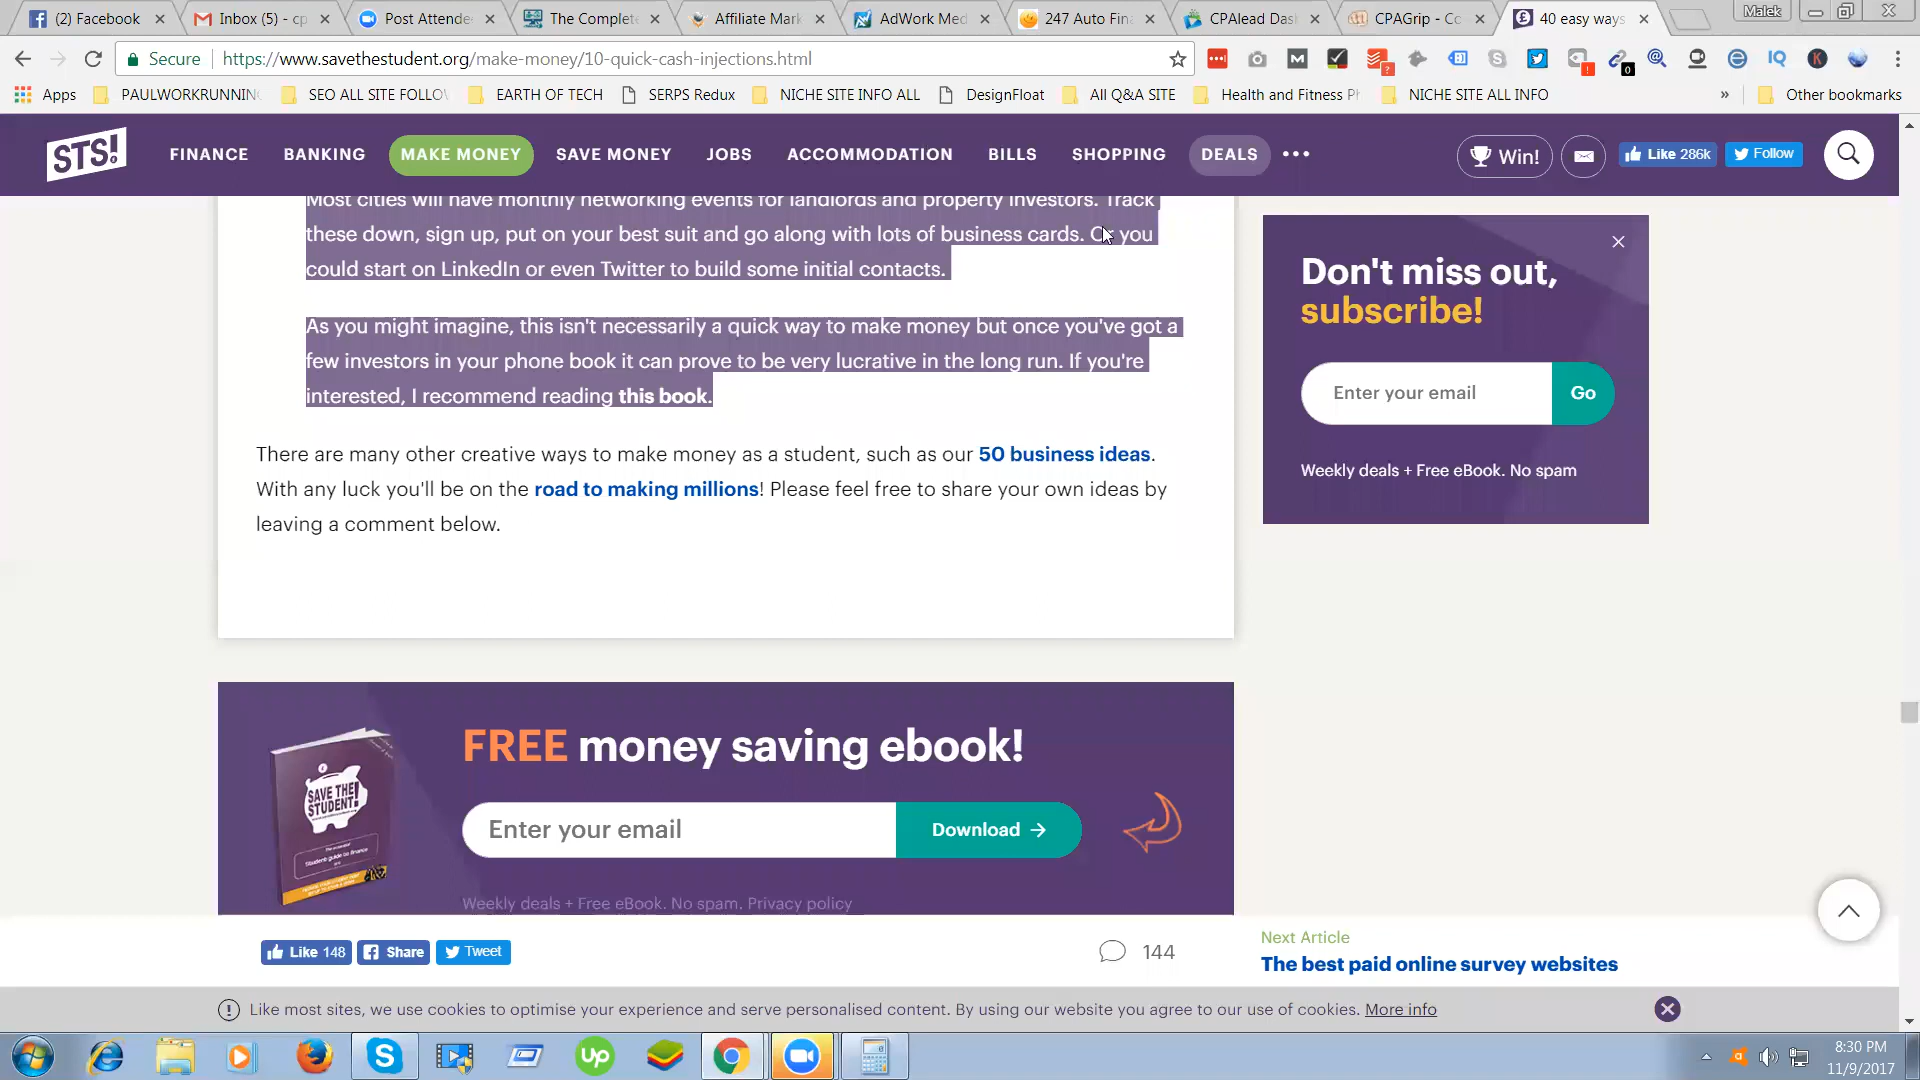 (2) Facebook
Inbox (5) - cp
Post Attende
The Complete
Affiliate Mark
AdWork Med
247 Auto Fina
CPAlead Das
CPAGrip - Co
40 easy ways
Malek
Secure
https://www.savethestudent.org/make-money/10-quick-cash-injections.html
Apps
PAULWORKRUNNING
SEO ALL SITE FOLLOW
EARTH OF TECH
SERPS Redux
NICHE SITE INFO ALL
DesignFloat
All Q&A SITE
Health and Fitness Pl
NICHE SITE ALL INFO
»
Other bookmarks
STS!
FINANCE
BANKING
MAKE MONEY
SAVE MONEY
JOBS
ACCOMMODATION
BILLS
SHOPPING
DEALS
Win!
Like 286k
Follow
Most cities will have monthly networking events for landlords and property investors. Track
these down, sign up, put on your best suit and go along with lots of business cards. Or you
could start on LinkedIn or even Twitter to build some initial contacts.
As you might imagine, this isn't necessarily a quick way to make money but once you've got a
few investors in your phone book it can prove to be very lucrative in the long run. If you're
interested, I recommend reading this book.
There are many other creative ways to make money as a student, such as our 50 business ideas.
With any luck you'll be on the road to making millions! Please feel free to share your own ideas by
leaving a comment below.
Don't miss out,
subscribe!
Enter your email
Go
Weekly deals + Free eBook. No spam
SAVE THE
STUDENT!
FREE money saving ebook!
Enter your email
Download →
Weekly deals + Free eBook. No spam. Privacy policy
Like 148
Share
Tweet
144
Next Article
The best paid online survey websites
Like most sites, we use cookies to optimise your experience and serve personalised content. By using our website you agree to our use of cookies. More info
Up
8:30 PM
11/9/2017